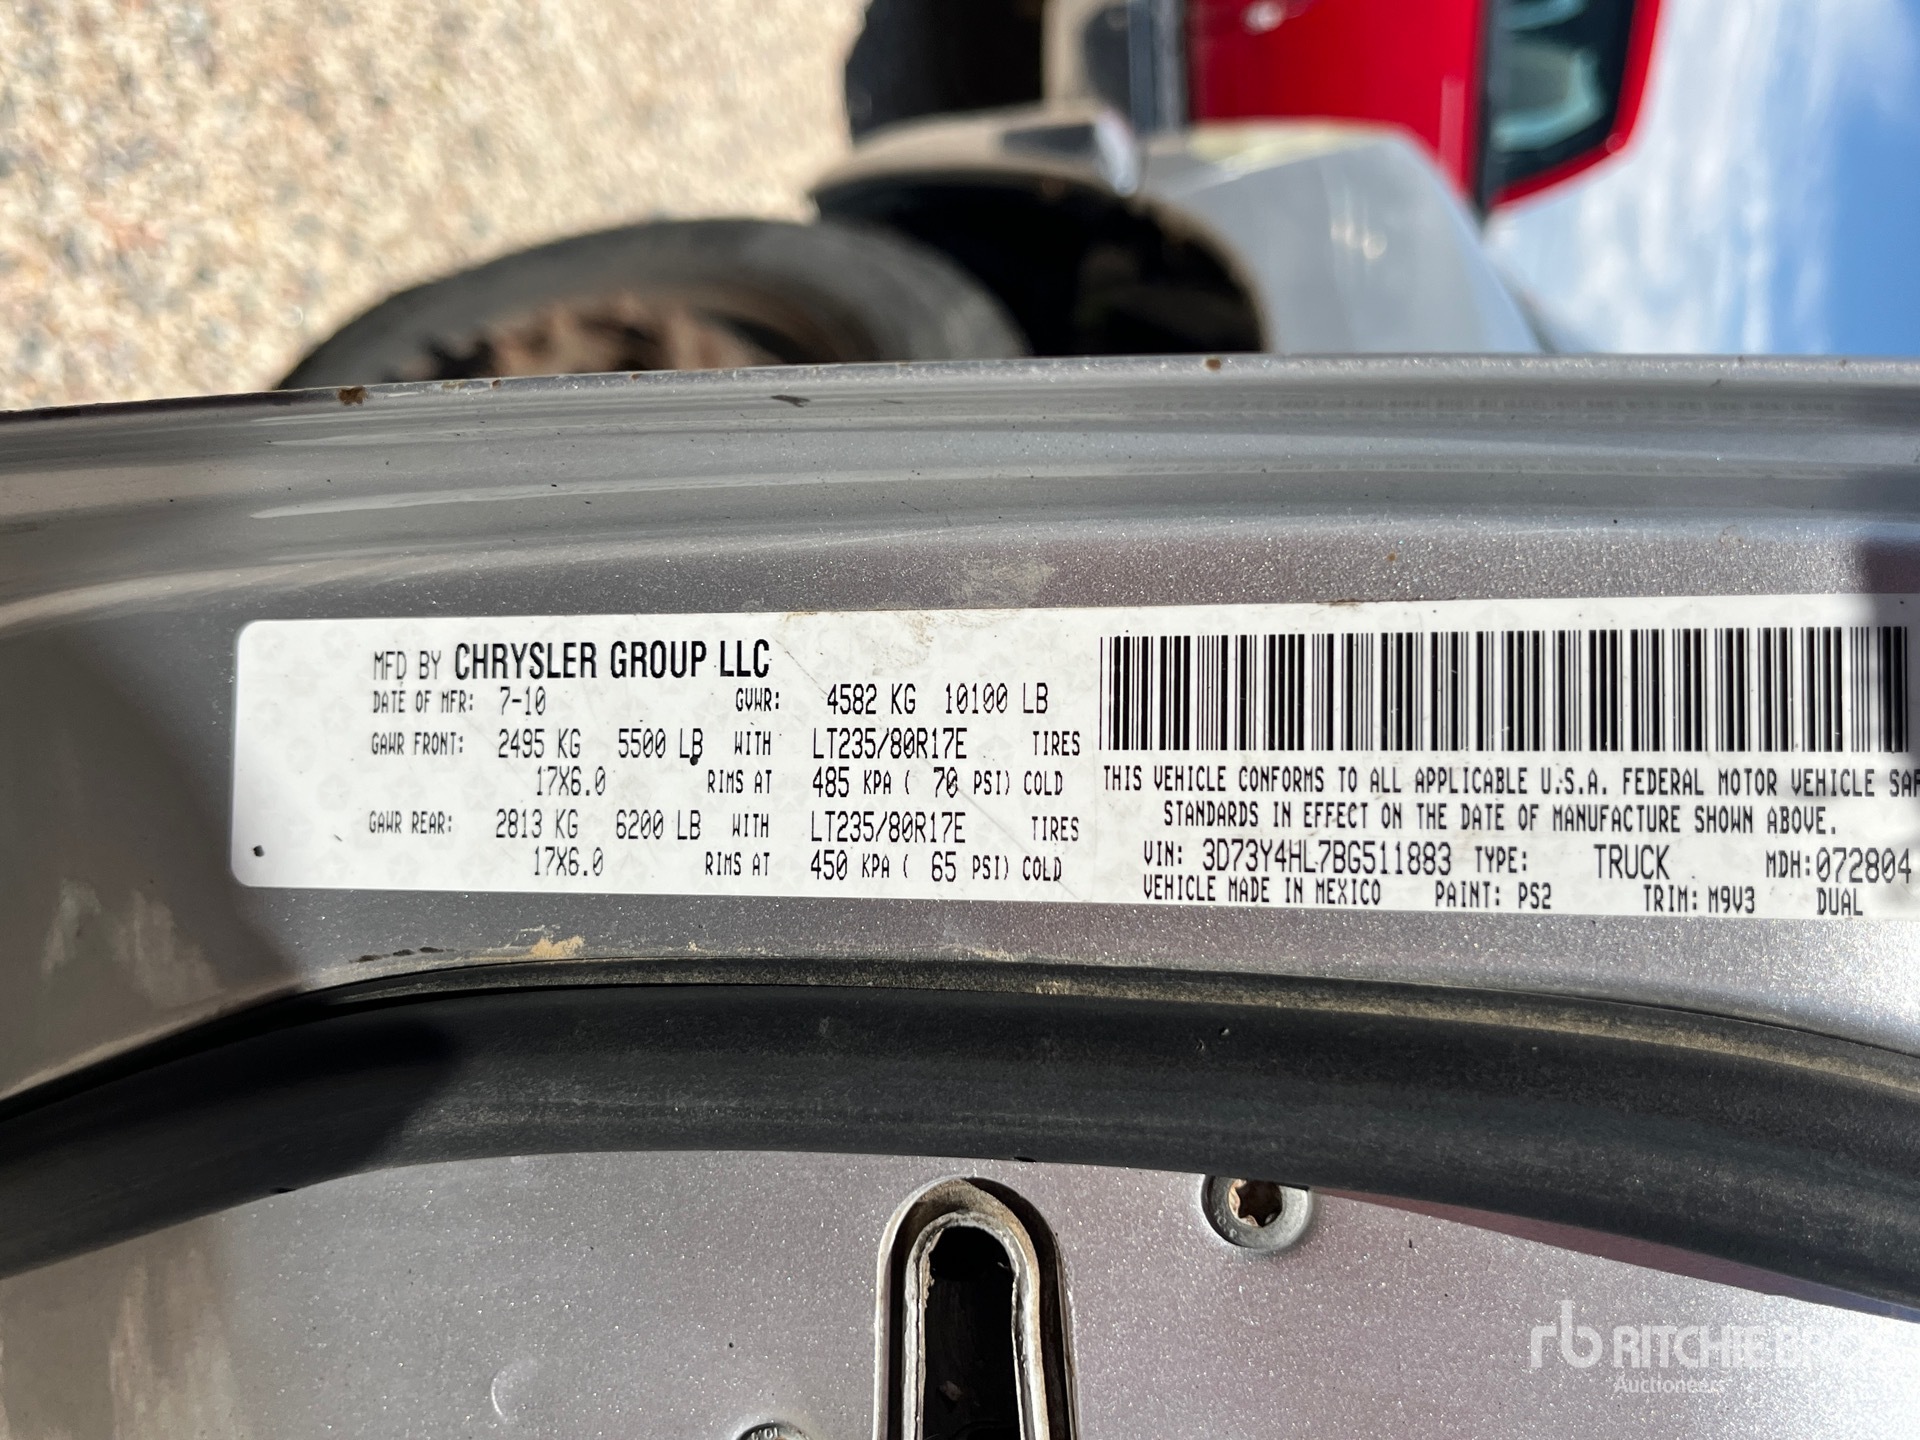 MFD BY CHRYSLER GROUP LLC
DATE OF MFR: 7-10 GVWR: 4582 KG 10100 LB
GAWR FRONT: 2495 KG 5500 LB WITH LT235/80R17E TIRES
17X6.0 RIMS AT 485 KPA ( 70 PSI) COLD
GAWR REAR: 2813 KG 6200 LB WITH LT235/80R17E TIRES
17X6.0 RIMS AT 450 KPA ( 65 PSI) COLD
THIS VEHICLE CONFORMS TO ALL APPLICABLE U.S.A. FEDERAL MOTOR VEHICLE SAF
STANDARDS IN EFFECT ON THE DATE OF MANUFACTURE SHOWN ABOVE.
VIN: 3D73Y4HL7BG511883 TYPE: TRUCK MDH:072804
VEHICLE MADE IN MEXICO PAINT: PS2 TRIM: M9V3 DUAL
rb RITCHIE BRO
Auctioneers